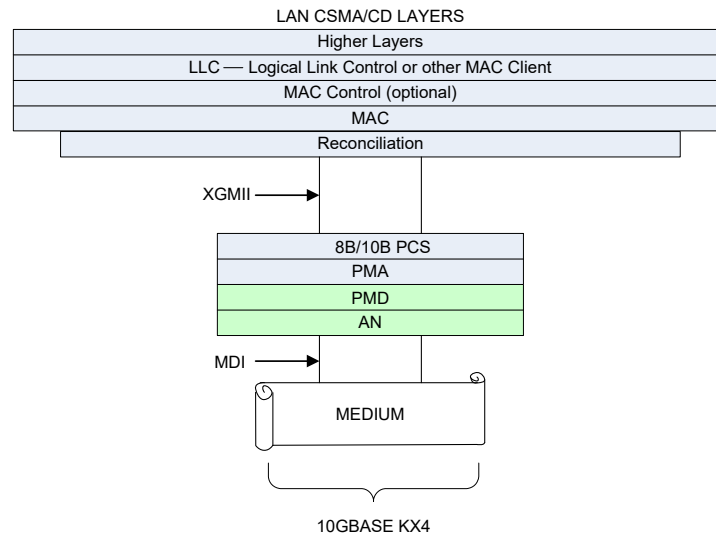 LAN CSMA/CD LAYERS
Higher Layers
LLC — Logical Link Control or other MAC Client
MAC Control (optional)
MAC
Reconciliation
XGMII
8B/10B PCS
PMA
PMD
AN
MDI
MEDIUM
10GBASE KX4